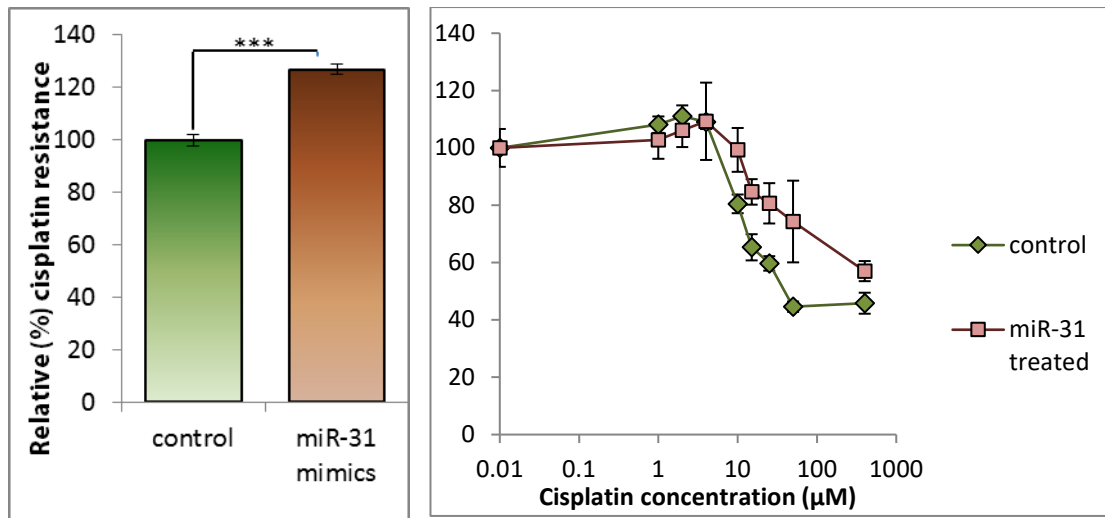 Relative (%) cisplatin resistance
140
120
100
80
60
40
20
0
***
control
miR-31
mimics
140
120
100
80
60
40
20
0
0.01
0.1
1
10
100
1000
Cisplatin concentration (µM)
control
miR-31
treated